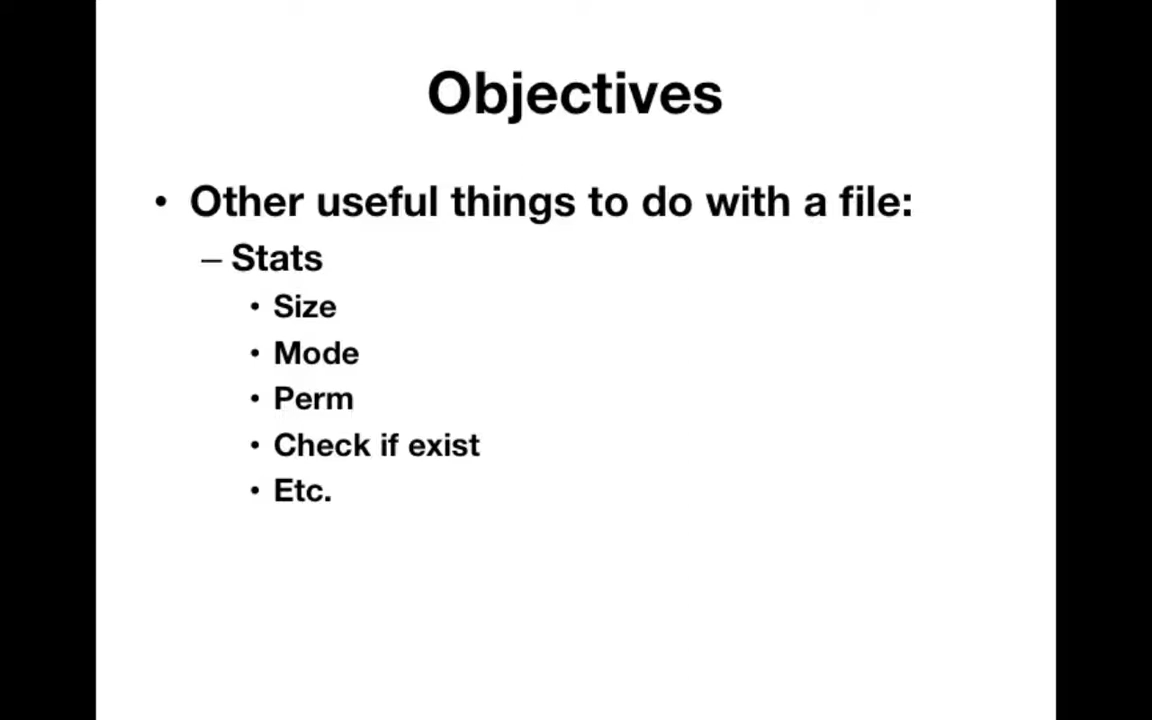 Objectives
• Other useful things to do with a file:
– Stats
• Size
• Mode
• Perm
• Check if exist
• Etc.